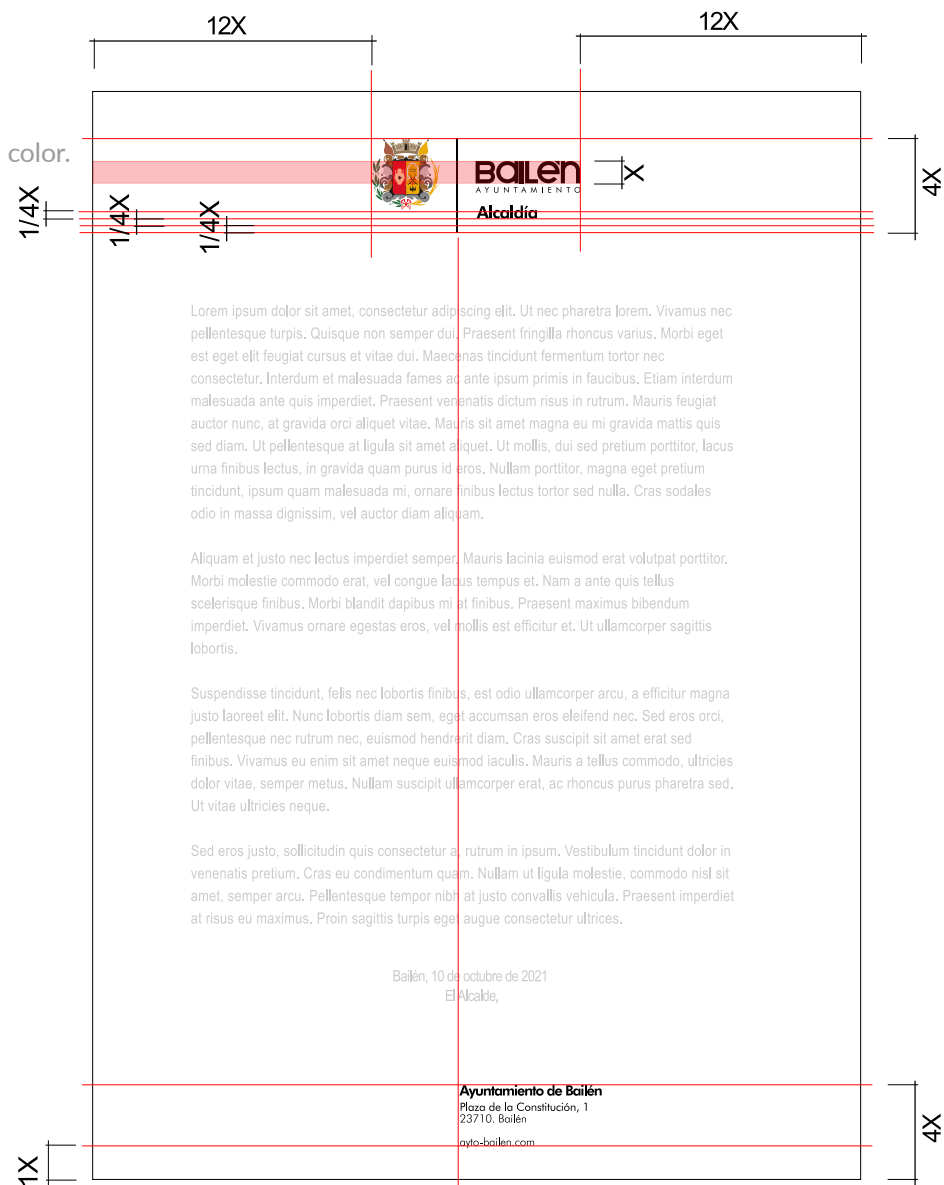 12X
12X
color.
BAILÉN
AYUNTAMIENTO
Alcaldía
X
4X
1/4X
1/4X
1/4X
Lorem ipsum dolor sit amet, consectetur adipiscing elit. Ut nec pharetra lorem. Vivamus nec
pellentesque turpis. Quisque non semper dui. Praesent fringilla rhoncus varius. Morbi eget
est eget elit feugiat cursus et vitae dui. Maecenas tincidunt fermentum tortor nec
consectetur. Interdum et malesuada fames ac ante ipsum primis in faucibus. Etiam interdum
malesuada ante quis imperdiet. Praesent venenatis dictum risus in rutrum. Mauris feugiat
auctor nunc, at gravida orci aliquet vitae. Mauris sit amet magna eu mi gravida mattis quis
sed diam. Ut pellentesque at ligula sit amet aliquet. Ut mollis, dui sed pretium porttitor, lacus
urna finibus lectus, in gravida quam purus id eros. Nullam porttitor, magna eget pretium
tincidunt, ipsum quam malesuada mi, ornare finibus lectus tortor sed nulla. Cras sodales
odio in massa dignissim, vel auctor diam aliquam.
Aliquam et justo nec lectus imperdiet semper. Mauris lacinia euismod erat volutpat porttitor.
Morbi molestie commodo erat, vel congue lacus tempus et. Nam a ante quis tellus
scelerisque finibus. Morbi blandit dapibus mi at finibus. Praesent maximus bibendum
imperdiet. Vivamus ornare egestas eros, vel mollis est efficitur et. Ut ullamcorper sagittis
lobortis.
Suspendisse tincidunt, felis nec lobortis finibus, est odio ullamcorper arcu, a efficitur magna
justo laoreet elit. Nunc lobortis diam sem, eget accumsan eros eleifend nec. Sed eros orci,
pellentesque nec rutrum nec, euismod hendrerit diam. Cras suscipit sit amet erat sed
finibus. Vivamus eu enim sit amet neque euismod iaculis. Mauris a tellus commodo, ultricies
dolor vitae, semper metus. Nullam suscipit ullamcorper erat, ac rhoncus purus pharetra sed.
Ut vitae ultricies neque.
Sed eros justo, sollicitudin quis consectetur a, rutrum in ipsum. Vestibulum tincidunt dolor in
venenatis pretium. Cras eu condimentum quam. Nullam ut ligula molestie, commodo nisl sit
amet, semper arcu. Pellentesque tempor nibh at justo convallis vehicula. Praesent imperdiet
at risus eu maximus. Proin sagittis turpis eget augue consectetur ultrices.
Bailén, 10 de octubre de 2021
El Alcalde,
Ayuntamiento de Bailén
Plaza de la Constitución, 1
23710. Bailén
ayto-bailen.com
4X
1X